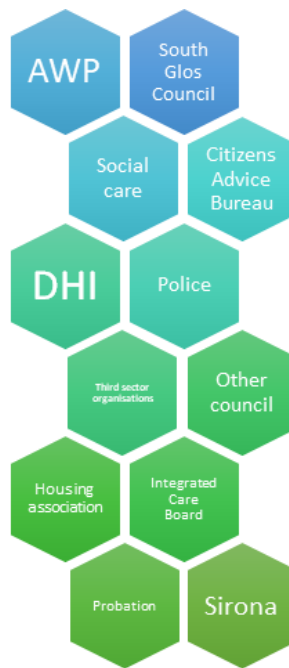 AWP
South
Glos
Council
Social
care
Citizens
Advice
Bureau
DHI
Police
Third sector
organisations
Other
council
Housing
association
Integrated
Care
Board
Probation
Sirona